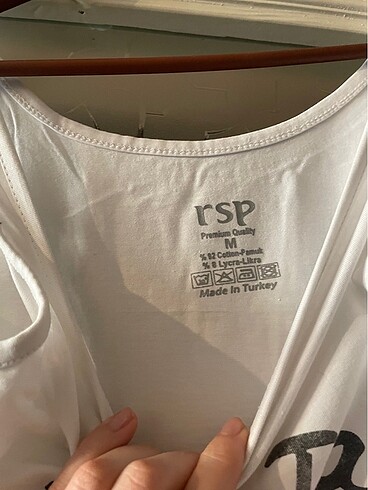 rsp
Premium Quality
M
% 92 Cotton-Pamuk
% 8 Lycra-Likra
Made In Turkey